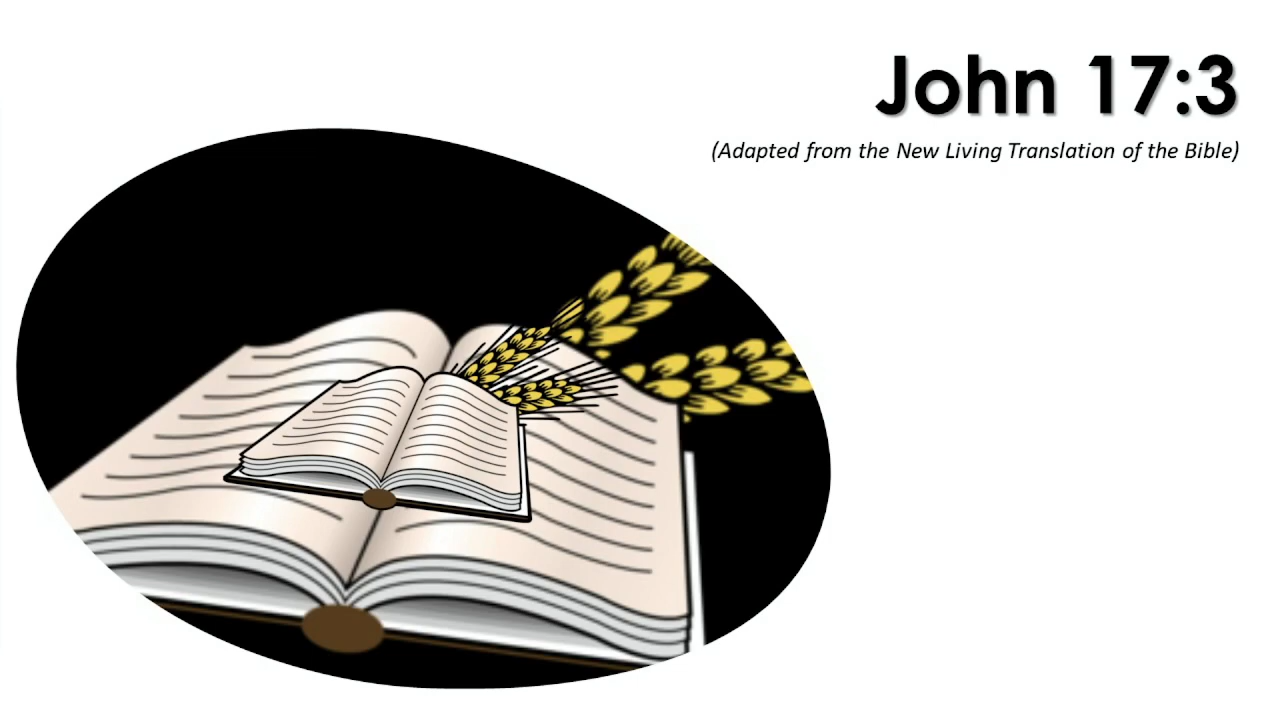 John 17:3
(Adapted from the New Living Translation of the Bible)